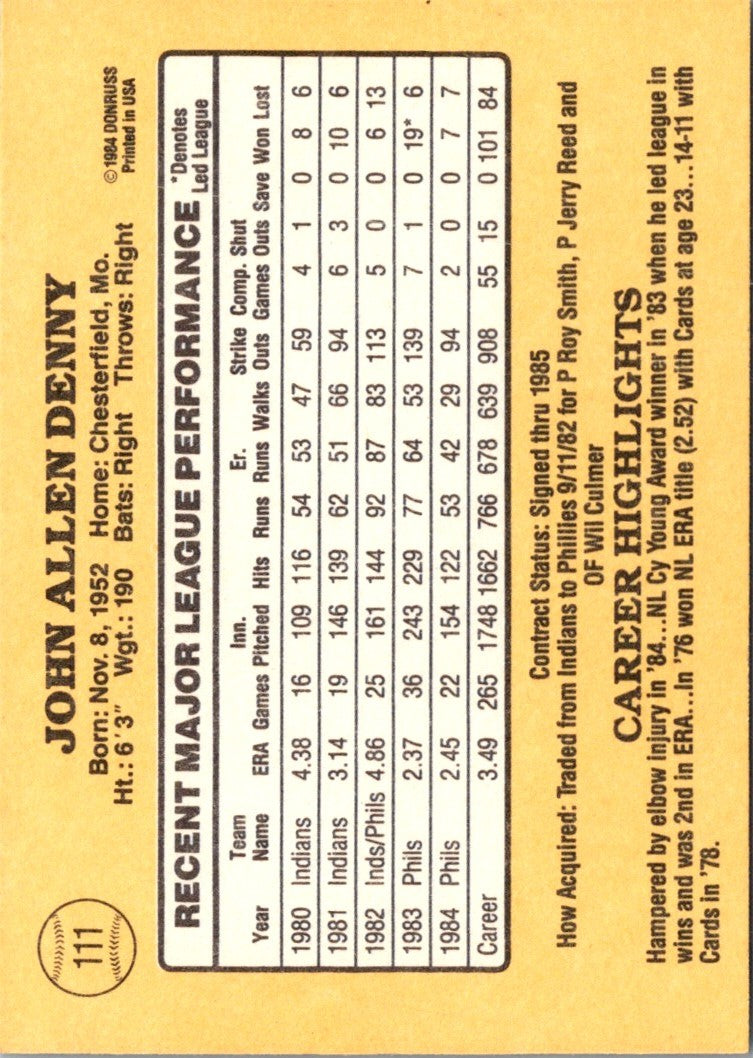 111
JOHN ALLEN DENNY
©1984 DONRUSS
Printed in USA
Born: Nov. 8, 1952 Home: Chesterfield, Mo.
Ht.: 6'3" Wgt.: 190 Bats: Right Throws: Right
RECENT MAJOR LEAGUE PERFORMANCE *Denotes Led League
Year Team Name ERA Games Inn. Pitched Hits Runs Er. Runs Walks Strike Outs Comp. Games Shut Outs Save Won Lost
1980 Indians 4.38 16 109 116 54 53 47 59 4 1 0 8 6
1981 Indians 3.14 19 146 139 62 51 66 94 6 3 0 10 6
1982 Inds/Phils 4.86 25 161 144 92 87 83 113 5 0 0 6 13
1983 Phils 2.37 36 243 229 77 64 53 139 7 1 0 19* 6
1984 Phils 2.45 22 154 122 53 42 29 94 2 0 0 7 7
Career 3.49 265 1748 1662 766 678 639 908 55 15 0 101 84
Contract Status: Signed thru 1985
How Acquired: Traded from Indians to Phillies 9/11/82 for P Roy Smith, P Jerry Reed and
OF Wil Culmer
CAREER HIGHLIGHTS
Hampered by elbow injury in '84...NL Cy Young Award winner in '83 when he led league in
wins and was 2nd in ERA...In '76 won NL ERA title (2.52) with Cards at age 23...14-11 with
Cards in '78.